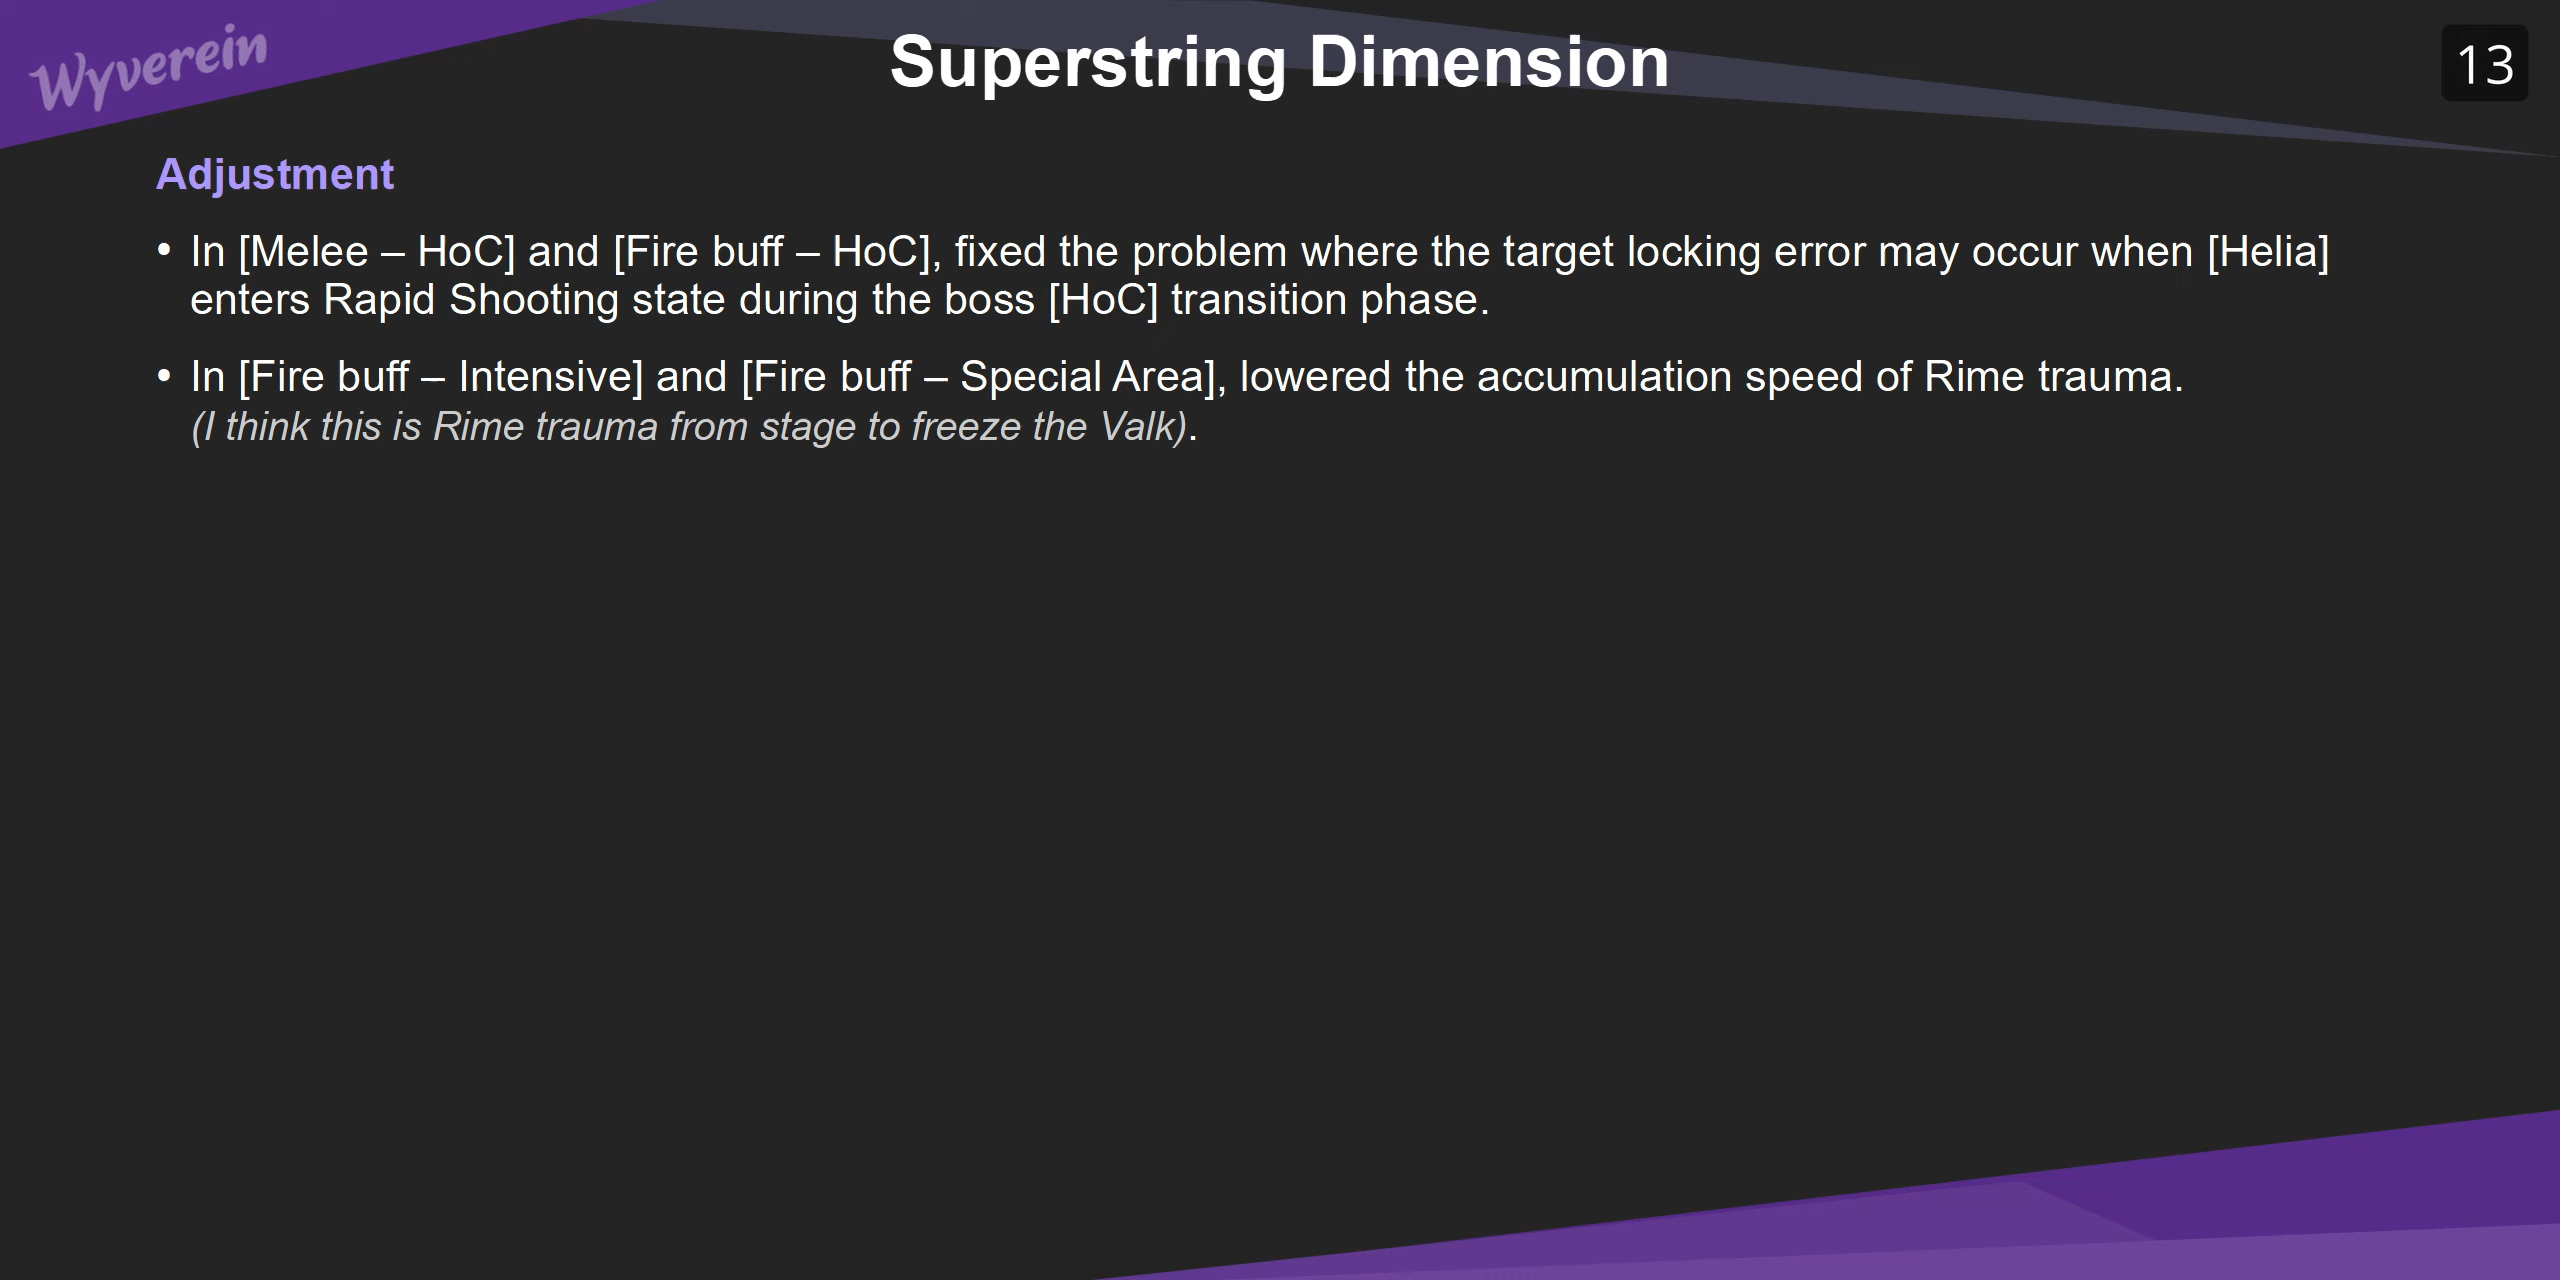 Wyverein
Superstring Dimension
13
Adjustment
• In [Melee – HoC] and [Fire buff – HoC], fixed the problem where the target locking error may occur when [Helia]
enters Rapid Shooting state during the boss [HoC] transition phase.
• In [Fire buff – Intensive] and [Fire buff – Special Area], lowered the accumulation speed of Rime trauma.
(I think this is Rime trauma from stage to freeze the Valk).